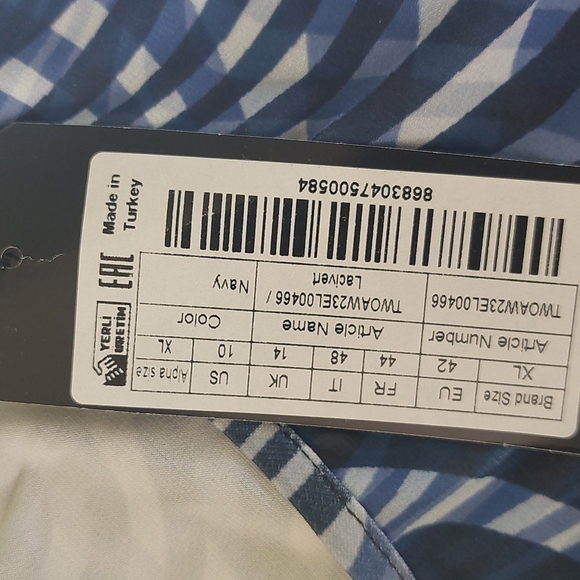 Brand Size EU FR IT UK US Alpha size
XL 42 44 48 14 10 XL
Article Number Article Name Color
TWOAW23EL00466 TWOAW23EL00466 / Navy
Lacivert
8683047500584
YERLİ
ÜRETİM
EAC
Made in
Turkey